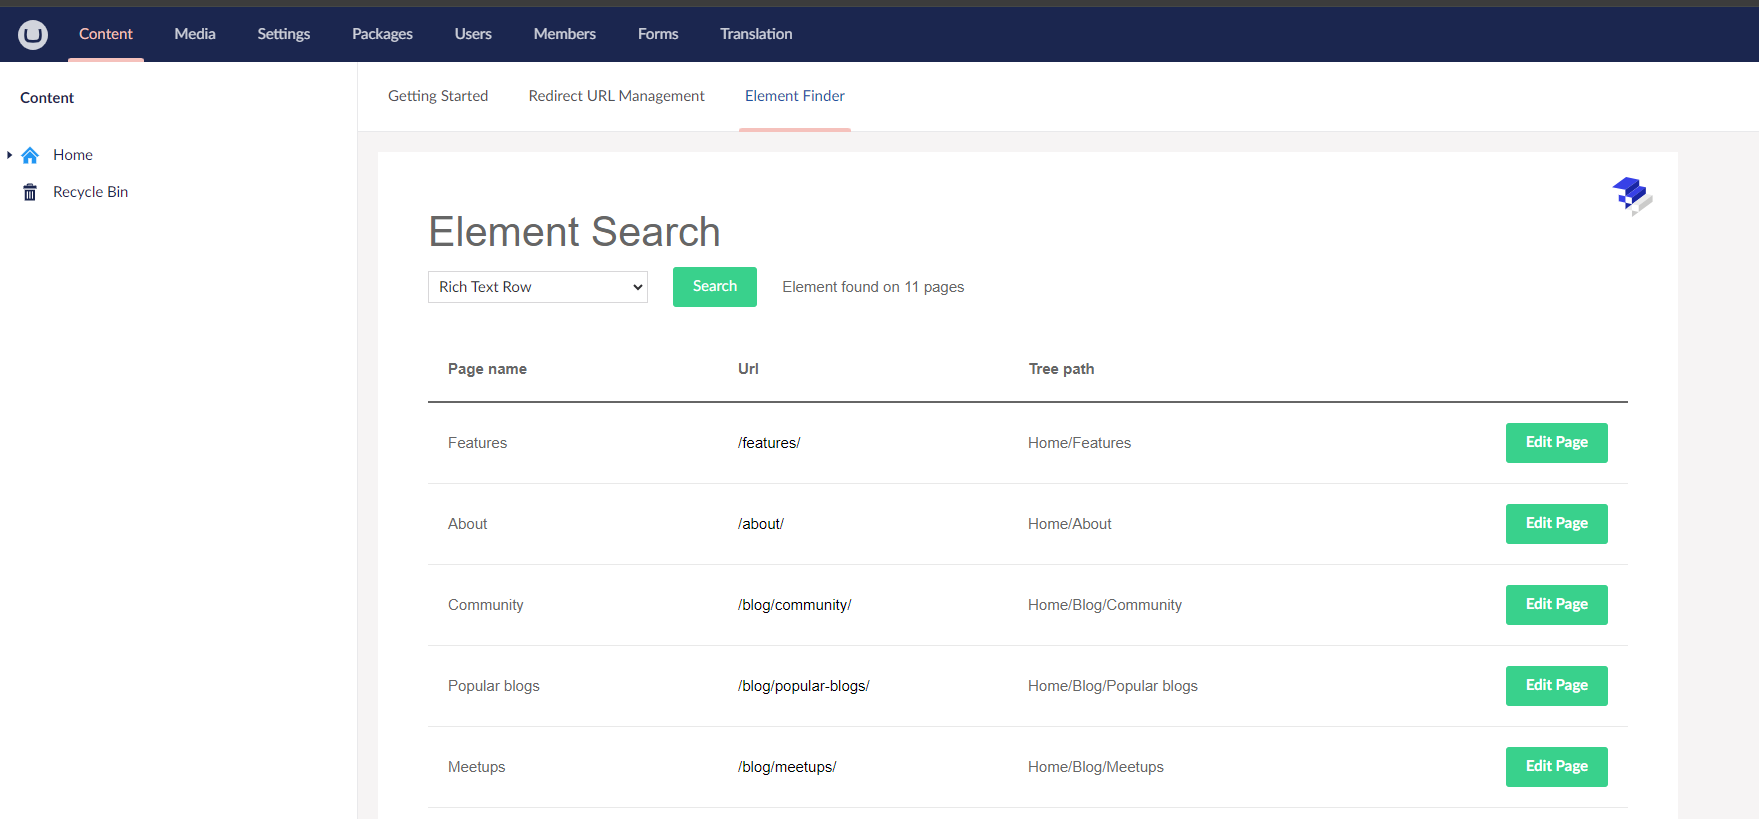 Content Media Settings Packages Users Members Forms Translation
Content
Home
Recycle Bin
Getting Started Redirect URL Management Element Finder
Element Search
Rich Text Row Search Element found on 11 pages
Page name Url Tree path
Features /features/ Home/Features Edit Page
About /about/ Home/About Edit Page
Community /blog/community/ Home/Blog/Community Edit Page
Popular blogs /blog/popular-blogs/ Home/Blog/Popular blogs Edit Page
Meetups /blog/meetups/ Home/Blog/Meetups Edit Page